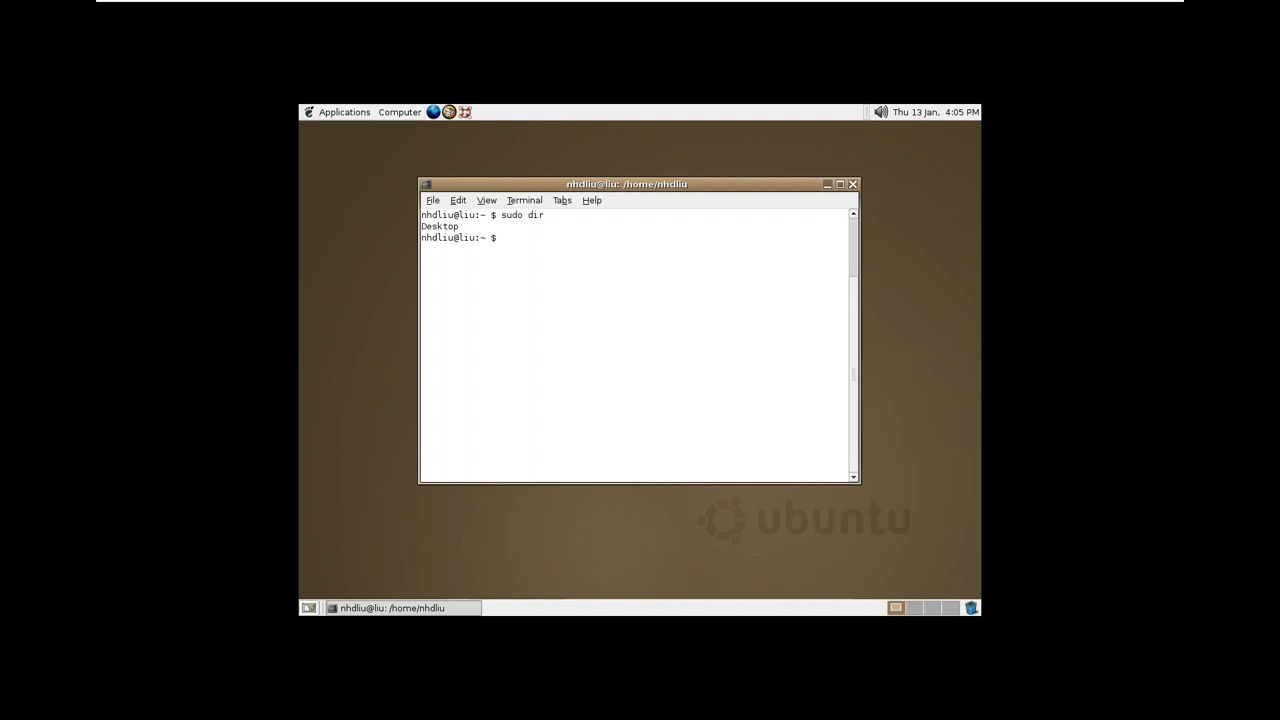 Applications Computer Thu 13 Jan, 4:05 PM
nhdliu@liu: /home/nhdliu
File Edit View Terminal Tabs Help
nhdliu@liu:~ $ sudo dir
Desktop
nhdliu@liu:~ $
ubuntu
nhdliu@liu: /home/nhdliu